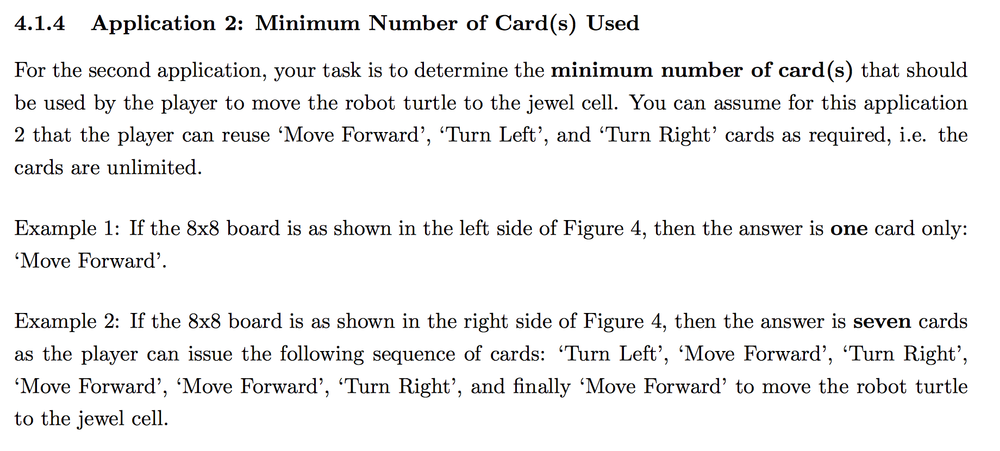 4.1.4 Application 2: Minimum Number of Card(s) Used
For the second application, your task is to determine the minimum number of card(s) that should
be used by the player to move the robot turtle to the jewel cell. You can assume for this application
2 that the player can reuse ‘Move Forward’, ‘Turn Left’, and ‘Turn Right’ cards as required, i.e. the
cards are unlimited.
Example 1: If the 8x8 board is as shown in the left side of Figure 4, then the answer is one card only:
‘Move Forward’.
Example 2: If the 8x8 board is as shown in the right side of Figure 4, then the answer is seven cards
as the player can issue the following sequence of cards: ‘Turn Left’, ‘Move Forward’, ‘Turn Right’,
‘Move Forward’, ‘Move Forward’, ‘Turn Right’, and finally ‘Move Forward’ to move the robot turtle
to the jewel cell.